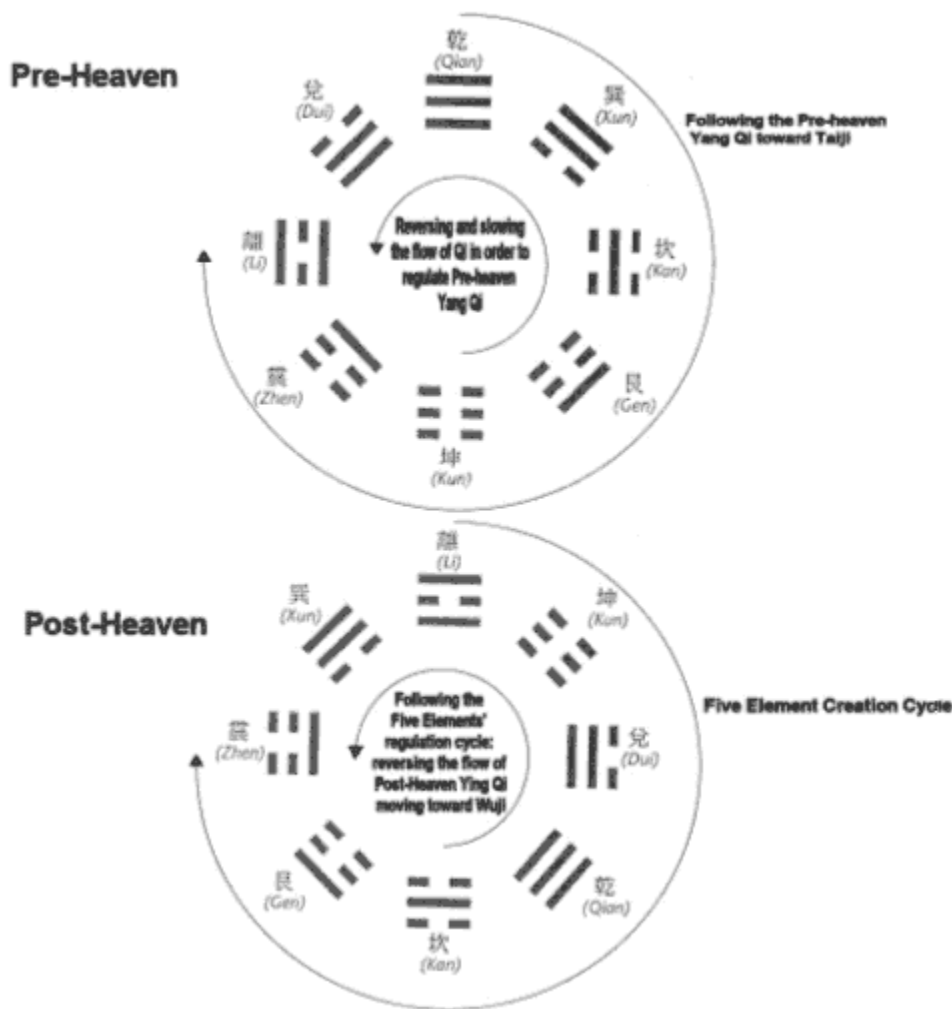 Pre-Heaven
乾
(Qian)
兌
(Dui)
巽
(Xun)
Following the Pre-heaven
Yang Qi toward Taiji
離
(Li)
Reversing and slowing
the flow of Qi in order to
regulate Pre-heaven
Yang Qi
坎
(Kan)
震
(Zhen)
艮
(Gen)
坤
(Kun)
Post-Heaven
離
(Li)
巽
(Xun)
坤
(Kun)
Following the
Five Elements'
regulation cycle:
reversing the flow of
Post-Heaven Ying Qi
moving toward Wuji
Five Element Creation Cycle
震
(Zhen)
兌
(Dui)
艮
(Gen)
乾
(Qian)
坎
(Kan)